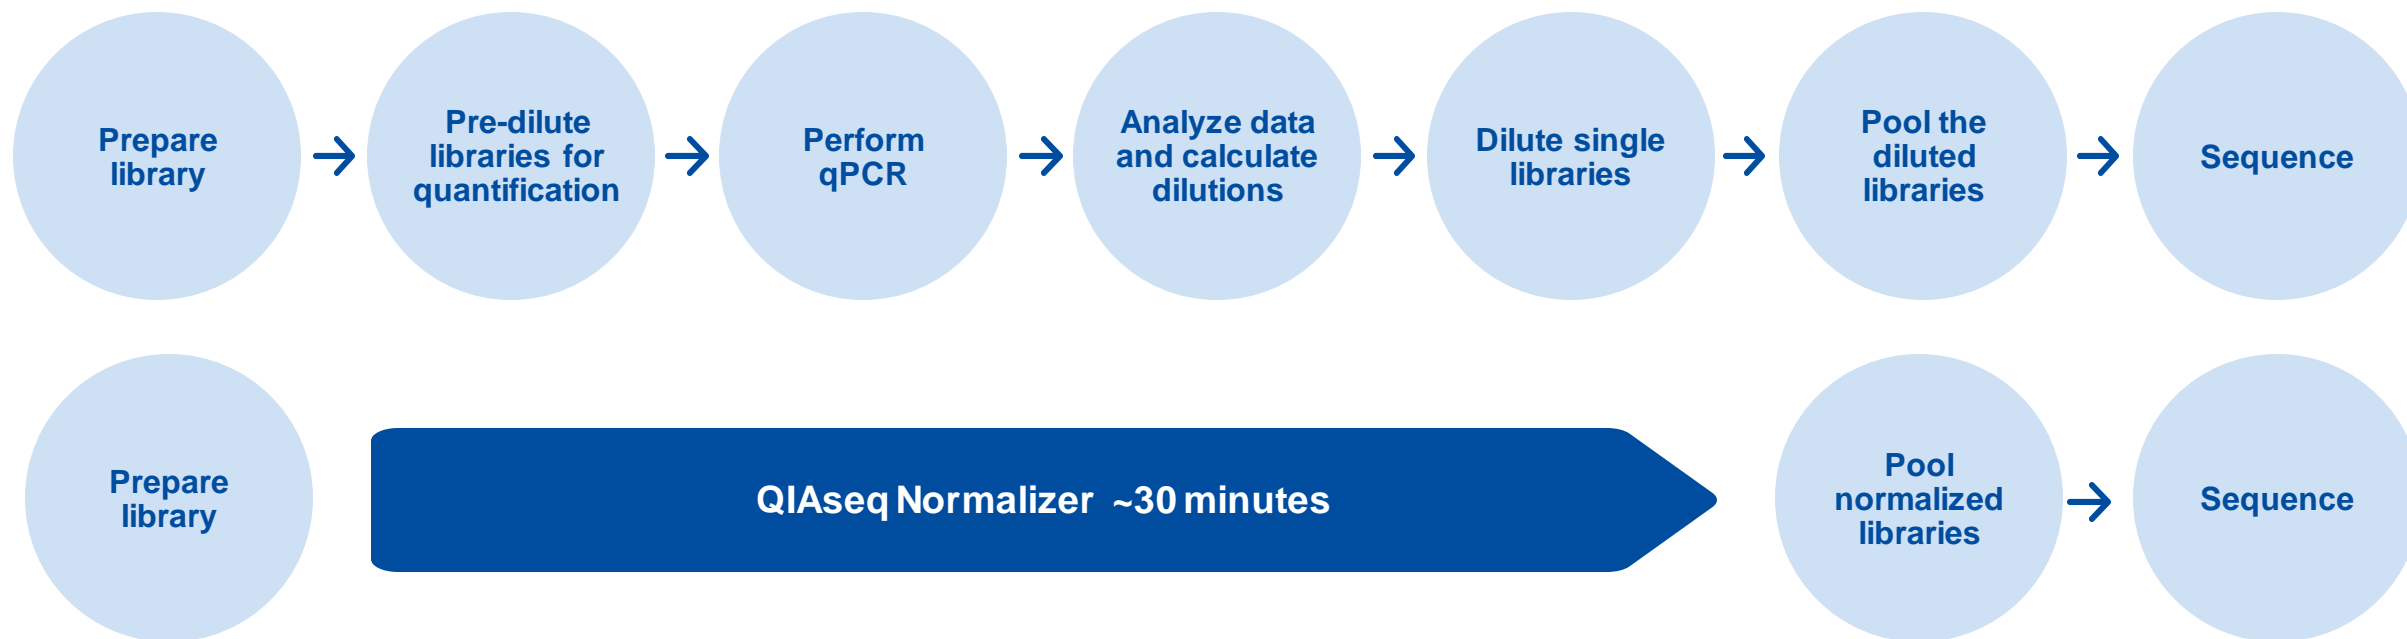 Prepare
library
Pre-dilute
libraries for
quantification
Perform
qPCR
Analyze data
and calculate
dilutions
Dilute single
libraries
Pool the
diluted
libraries
Sequence
Prepare
library
QIAseq Normalizer ~30 minutes
Pool
normalized
libraries
Sequence